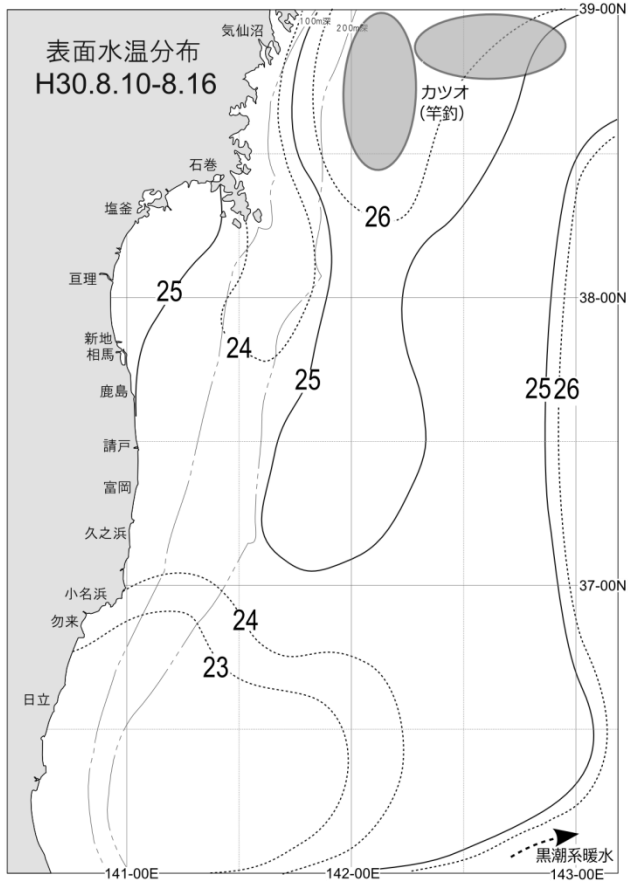 表面水温分布
H30.8.10-8.16
気仙沼
100m深
200m深
39-00N
カツオ
(竿釣)
石巻
塩釜
26
亘理
25
38-00N
新地
相馬
24
鹿島
25
25
26
請戸
富岡
久之浜
37-00N
小名浜
勿来
24
23
日立
黒潮系暖水
141-00E
142-00E
143-00E